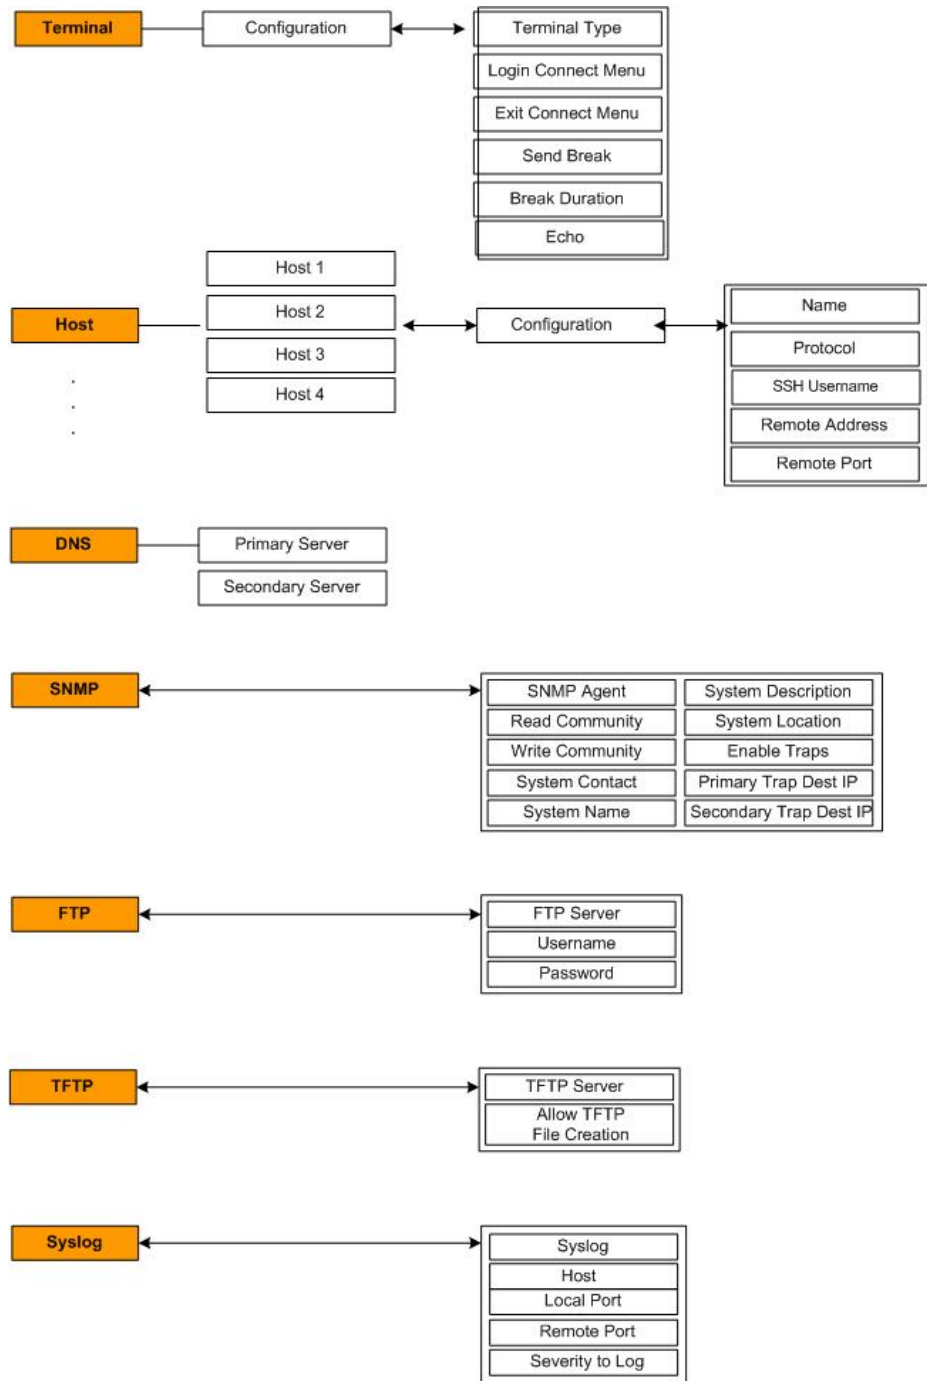 Terminal
Configuration
Terminal Type
Login Connect Menu
Exit Connect Menu
Send Break
Break Duration
Echo
Host
Host 1
Host 2
Host 3
Host 4
Configuration
Name
Protocol
SSH Username
Remote Address
Remote Port
.
.
.
DNS
Primary Server
Secondary Server
SNMP
SNMP Agent
Read Community
Write Community
System Contact
System Name
System Description
System Location
Enable Traps
Primary Trap Dest IP
Secondary Trap Dest IP
FTP
FTP Server
Username
Password
TFTP
TFTP Server
Allow TFTP
File Creation
Syslog
Syslog
Host
Local Port
Remote Port
Severity to Log